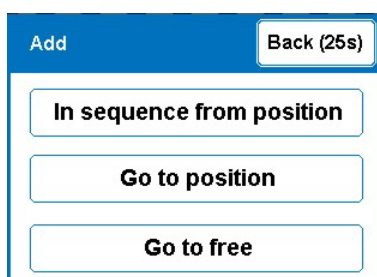 Add
Back (25s)
In sequence from position
Go to position
Go to free